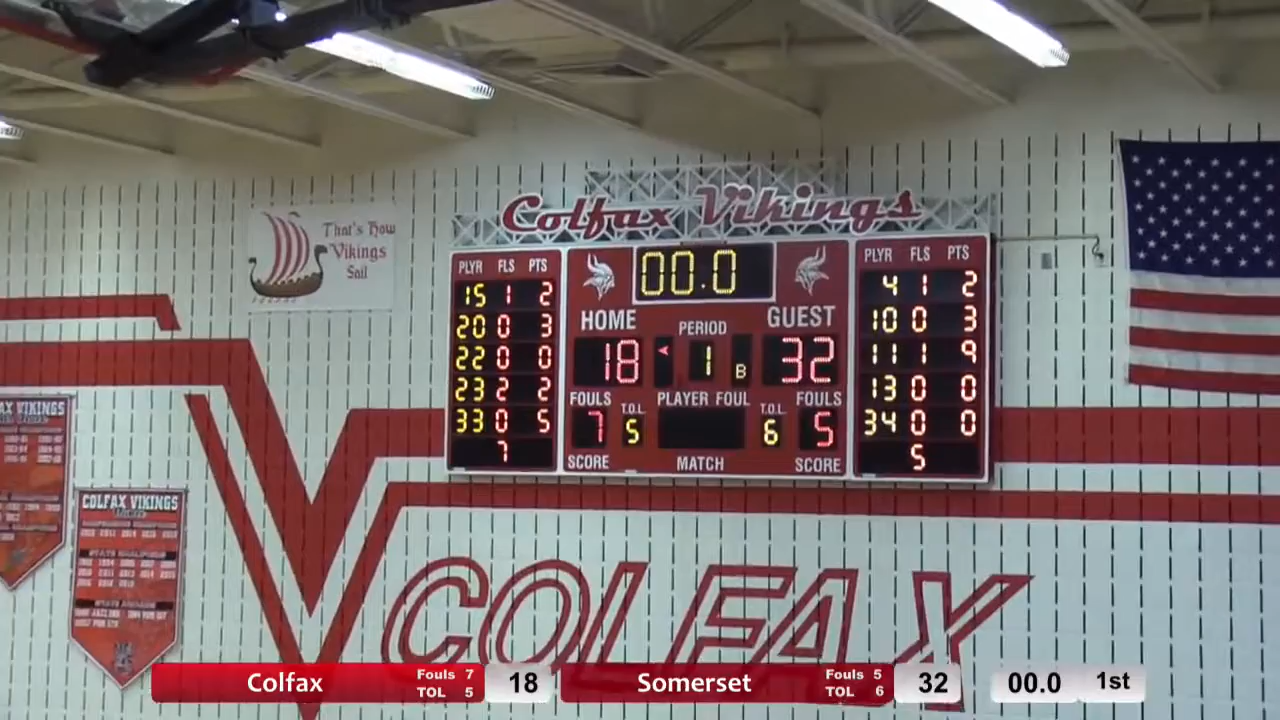 Colfax Vikings
That's How
Vikings
Sail
PLYR FLS PTS
15 1 2
20 0 3
22 0 0
23 2 2
33 0 5
7
00.0
HOME
PERIOD
GUEST
18
1
B
32
FOULS
PLAYER FOUL
FOULS
7
T.O.L
5
T.O.L
6
5
SCORE
MATCH
SCORE
PLYR FLS PTS
4 1 2
10 0 3
11 1 9
13 0 0
34 0 0
5
AX VIKINGS
COLFAX VIKINGS
COLFAX
Colfax
Fouls 7
TOL 5
18
Somerset
Fouls 5
TOL 6
32
00.0
1st